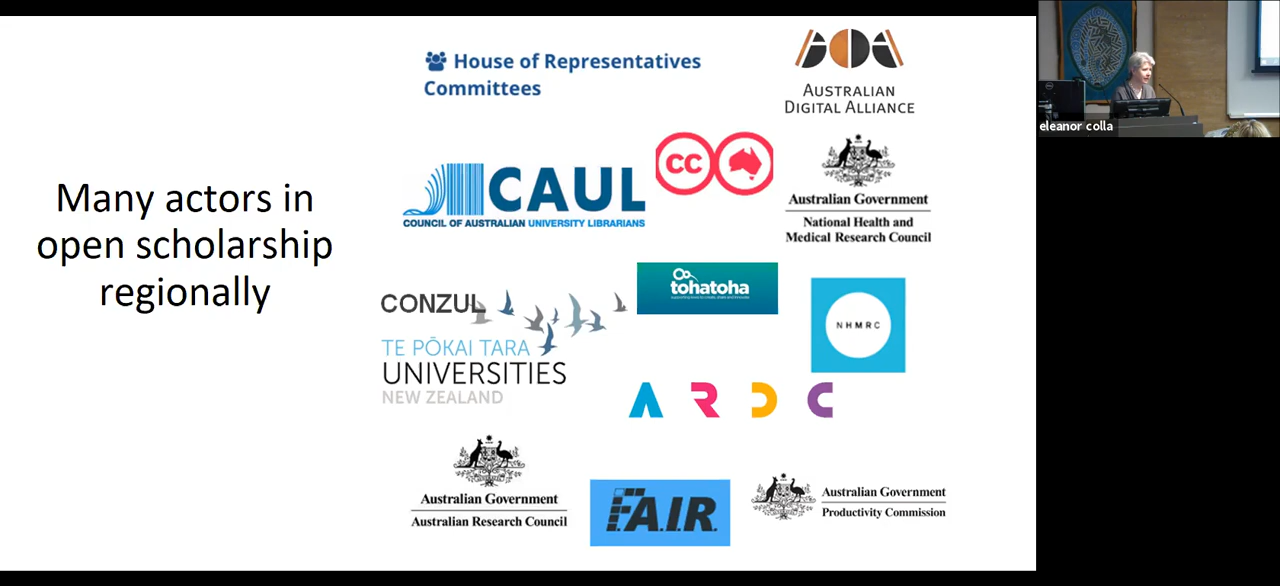 Many actors in
open scholarship
regionally
House of Representatives
Committees
AUSTRALIAN
DIGITAL ALLIANCE
CAUL
COUNCIL OF AUSTRALIAN UNIVERSITY LIBRARIANS
CC
Australian Government
National Health and
Medical Research Council
CONZUL
TE PŌKAI TARA
UNIVERSITIES
NEW ZEALAND
tohatoha
NHMRC
ARDC
Australian Government
Australian Research Council
F.A.I.R.
Australian Government
Productivity Commission
eleanor colla